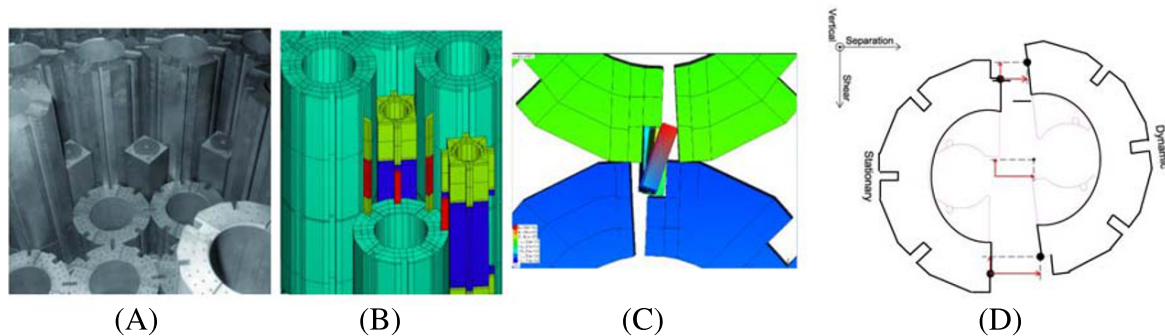 Vertical
Separation
Shear
Stationary
Dynamic
(A)
(B)
(C)
(D)